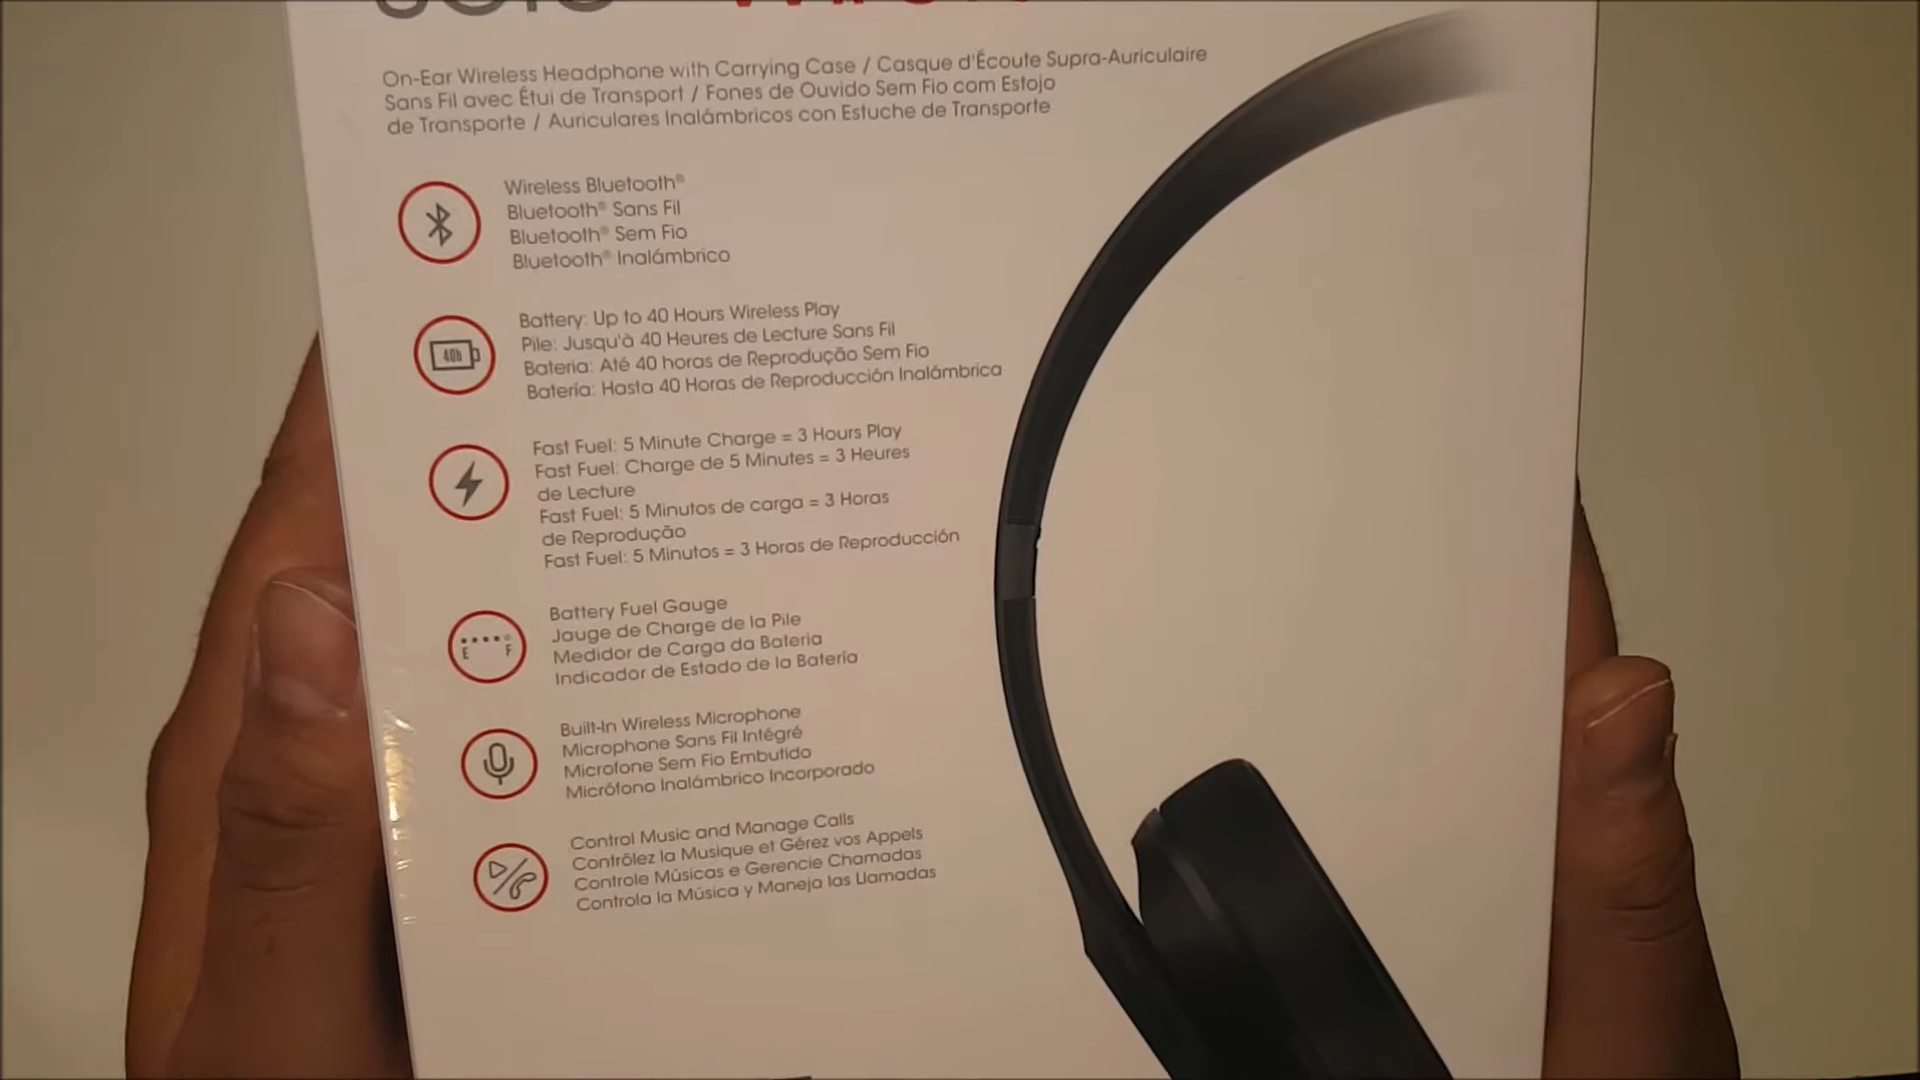 On-Ear Wireless Headphone with Carrying Case / Casque d'Écoute Supra-Auriculaire
Sans Fil avec Étui de Transport / Fones de Ouvido Sem Fio com Estojo
de Transporte / Auriculares Inalámbricos con Estuche de Transporte
Wireless Bluetooth®
Bluetooth® Sans Fil
Bluetooth® Sem Fio
Bluetooth® Inalámbrico
40h
Battery: Up to 40 Hours Wireless Play
Pile: Jusqu'à 40 Heures de Lecture Sans Fil
Bateria: Até 40 horas de Reprodução Sem Fio
Batería: Hasta 40 Horas de Reproducción Inalámbrica
Fast Fuel: 5 Minute Charge = 3 Hours Play
Fast Fuel: Charge de 5 Minutes = 3 Heures
de Lecture
Fast Fuel: 5 Minutos de carga = 3 Horas
de Reprodução
Fast Fuel: 5 Minutos = 3 Horas de Reproducción
E F
Battery Fuel Gauge
Jauge de Charge de la Pile
Medidor de Carga da Bateria
Indicador de Estado de la Batería
Built-In Wireless Microphone
Microphone Sans Fil Intégré
Microfone Sem Fio Embutido
Micrófono Inalámbrico Incorporado
Control Music and Manage Calls
Contrôlez la Musique et Gérez vos Appels
Controle Músicas e Gerencie Chamadas
Controla la Música y Maneja las Llamadas